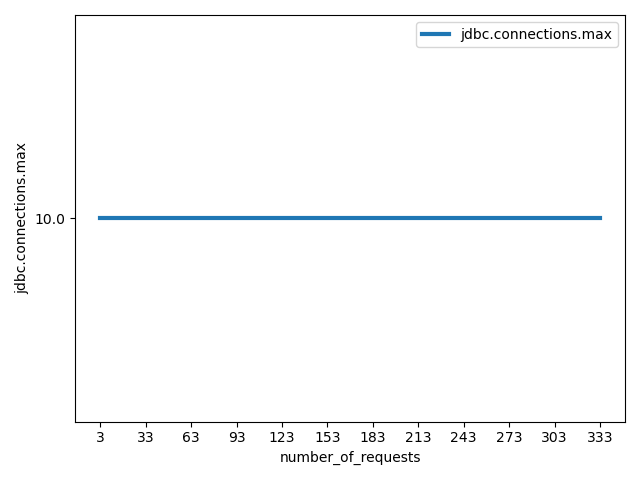 jdbc.connections.max
jdbc.connections.max
10.0
3 33 63 93 123 153 183 213 243 273 303 333
number_of_requests